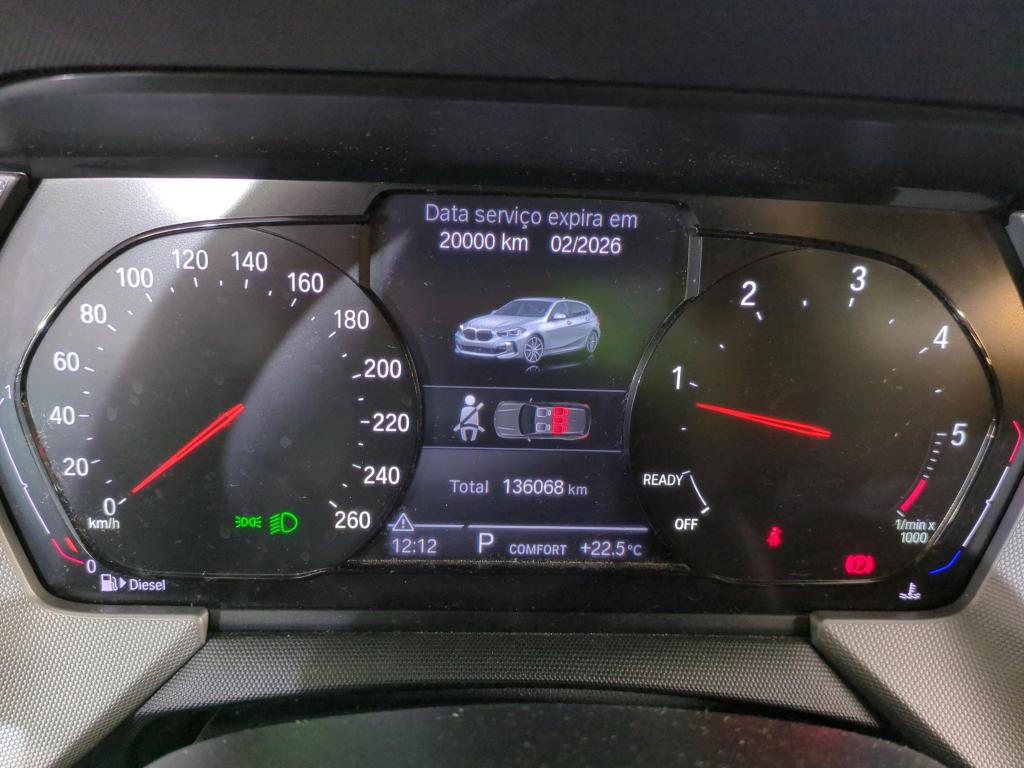 Data serviço expira em
20000 km 02/2026
0
20
40
60
80
100
120
140
160
180
200
220
240
260
km/h
1
0
Diesel
Total 136068 km
12:12 P COMFORT +22.5°C
READY
OFF
1
2
3
4
5
1/min x
1000
P